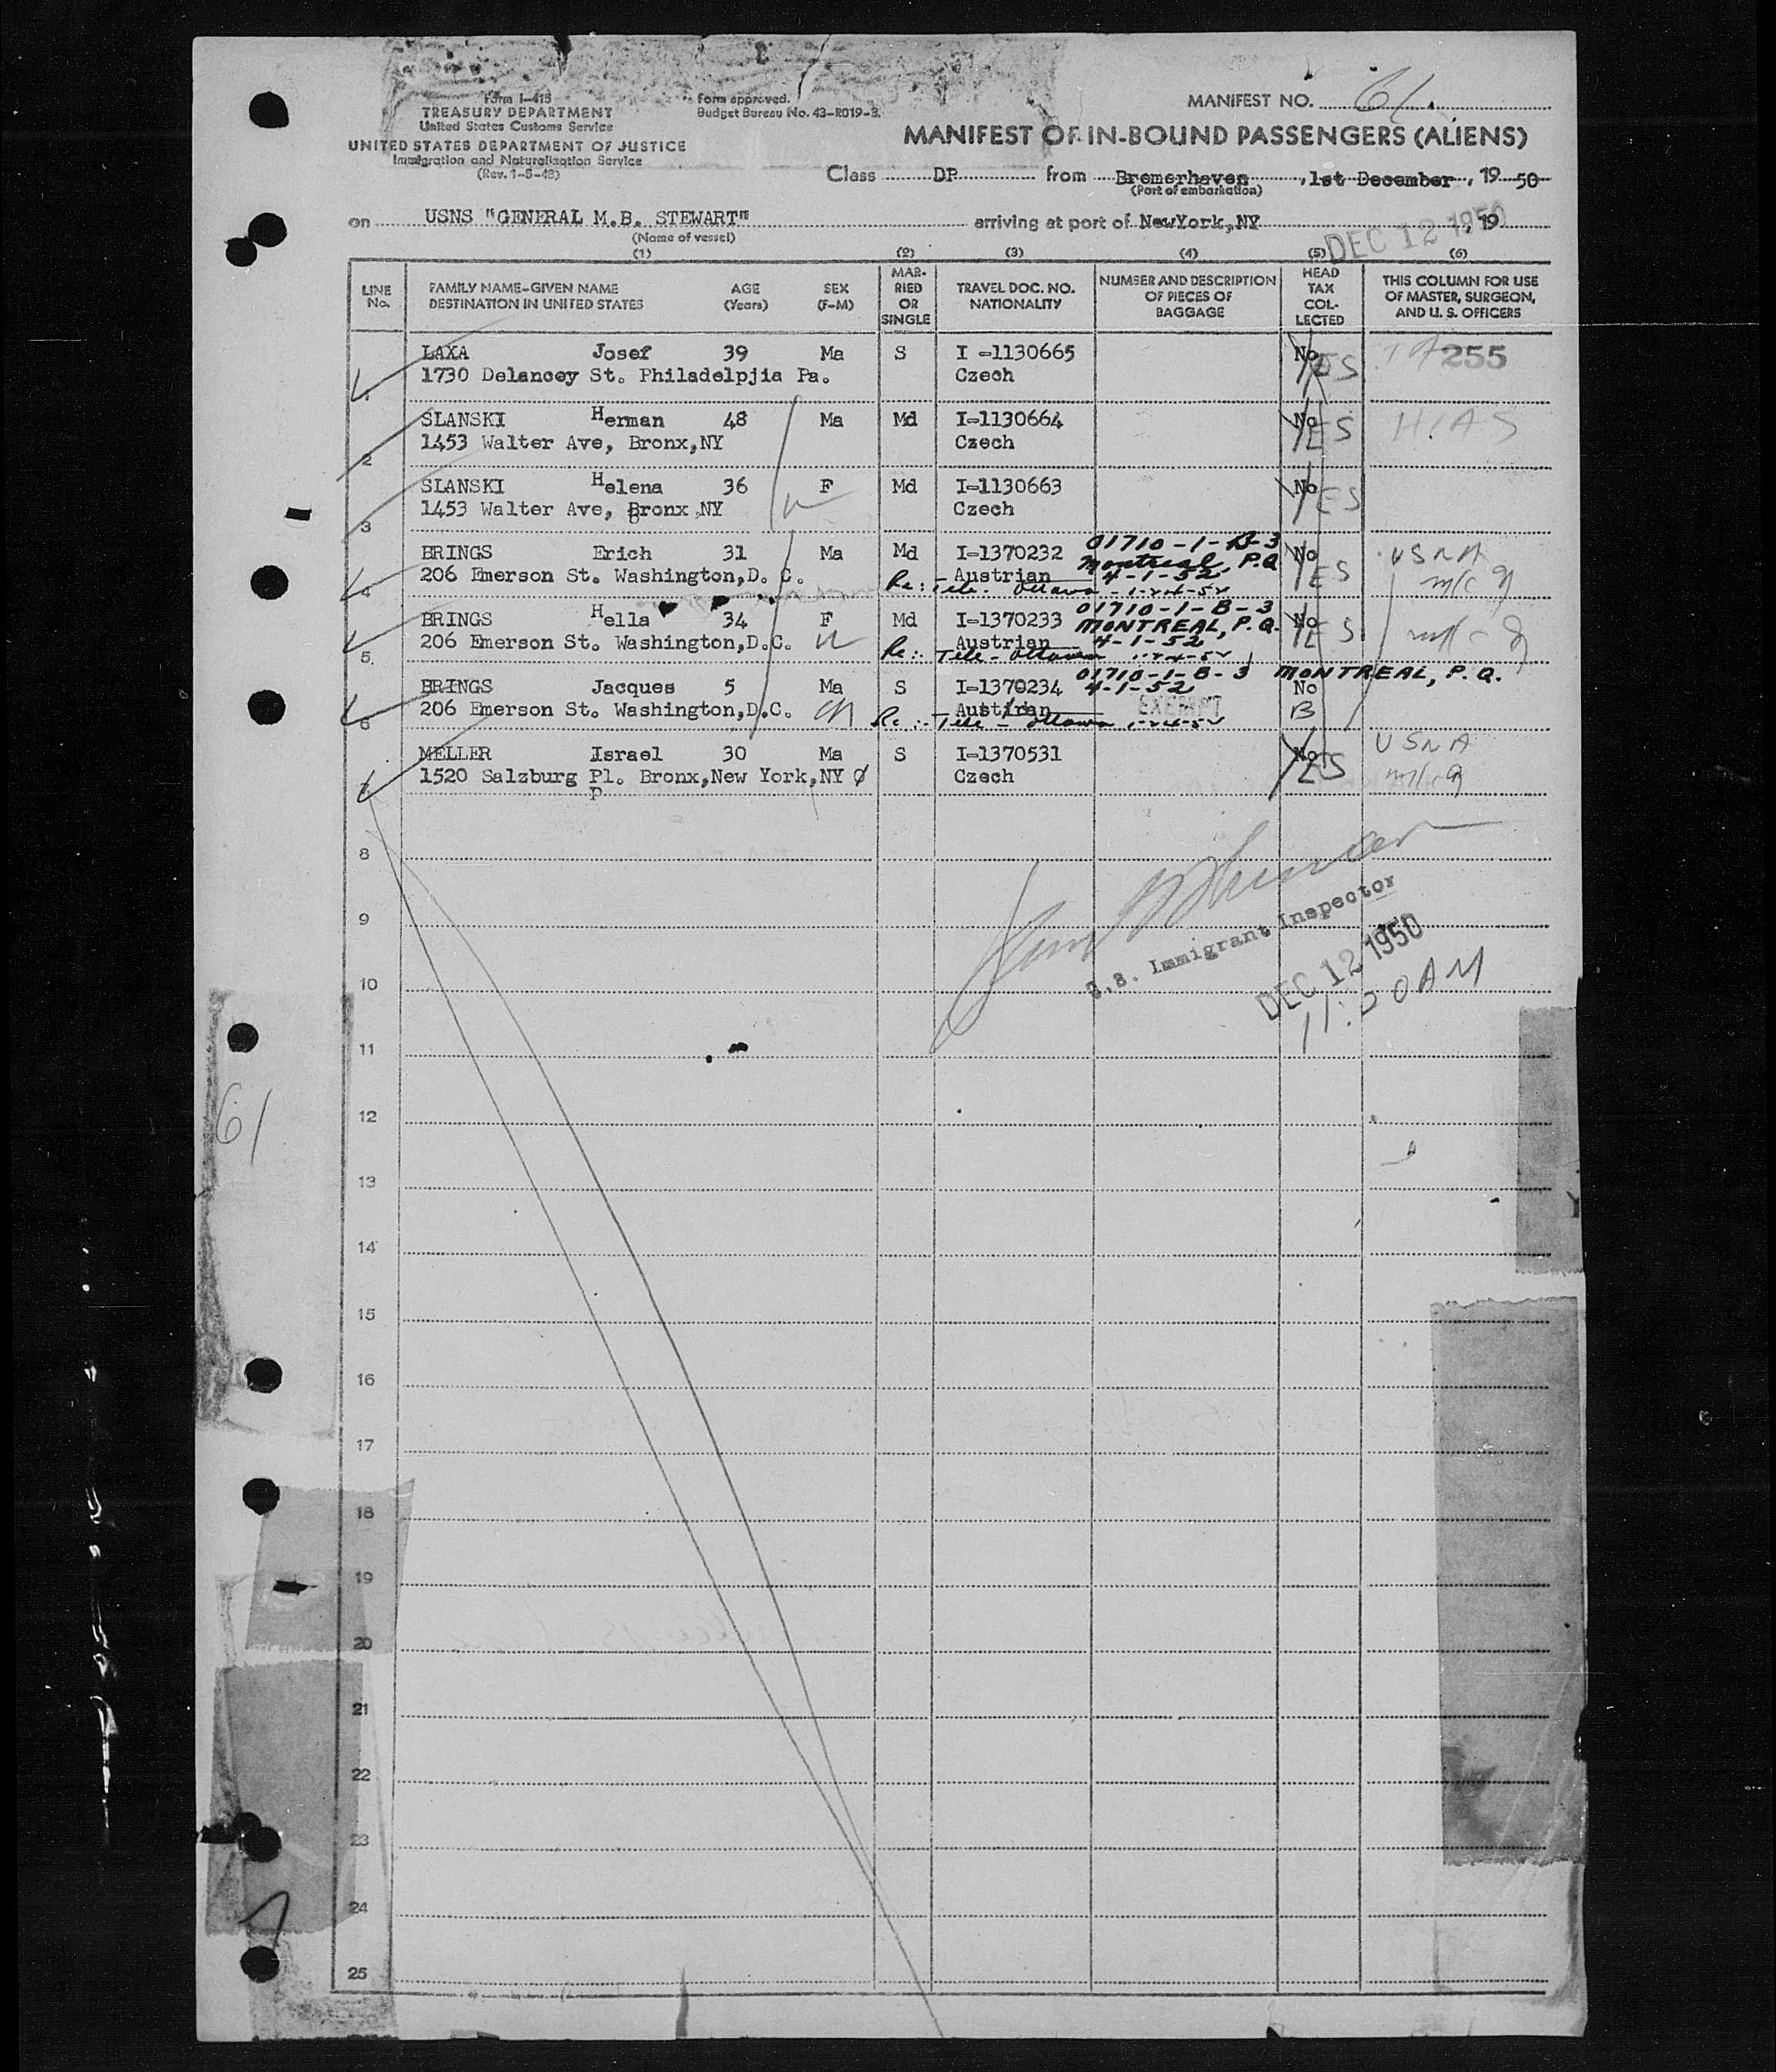 Form I-415
TREASURY DEPARTMENT
United States Customs Service
UNITED STATES DEPARTMENT OF JUSTICE
Immigration and Naturalization Service
(Rev. 1-5-48)
Form approved.
Budget Bureau No. 43-R019-3.
MANIFEST NO. 61.
MANIFEST OF IN-BOUND PASSENGERS (ALIENS)
Class DP from Bremerhaven, 1st December, 19 50
(Port of embarkation)
on USNS "GENERAL M.B. STEWART" arriving at port of NewYork,NY, 19
(Name of vessel)
DEC 12 1950
(1) (2) (3) (4) (5) (6)
LINE No. FAMILY NAME-GIVEN NAME DESTINATION IN UNITED STATES AGE (Years) SEX (F-M) MARRIED OR SINGLE TRAVEL DOC. NO. NATIONALITY NUMBER AND DESCRIPTION OF PIECES OF BAGGAGE HEAD TAX COLLECTED THIS COLUMN FOR USE OF MASTER, SURGEON, AND U. S. OFFICERS
1 LAXA Josef 39 Ma S I -1130665 No YES 255
1730 Delancey St. Philadelpjia Pa. Czech
2 SLANSKI Herman 48 Ma Md I-1130664 No YES HIAS
1453 Walter Ave, Bronx,NY Czech
3 SLANSKI Helena 36 F Md I-1130663 No YES
1453 Walter Ave, Bronx,NY Czech
4 BRINGS Erich 31 Ma Md I-1370232 01710-1-B-3 No YES USNA
206 Emerson St. Washington,D. C. Austrian Montreal, P.Q. 4-1-52
Re: Tele. Ottawa
5 BRINGS Hella 34 F Md I-1370233 01710-1-B-3 No YES
206 Emerson St. Washington,D.C. Austrian MONTREAL, P.Q. 4-1-52
Re: Tele - Ottawa
6 BRINGS Jacques 5 Ma S I-1370234 01710-1-B-3 MONTREAL, P.Q. No
206 Emerson St. Washington,D.C. Austrian 4-1-52 EXEMPT B
Re: Tele - Ottawa
7 MELLER Israel 30 Ma S I-1370531 No YES USNA
1520 Salzburg Pl. Bronx,New York,NY Czech
P
8
9
U.S. Immigrant Inspector
DEC 12 1950
10
11
12
61
13
14
15
16
17
18
19
20
21
22
23
24
25